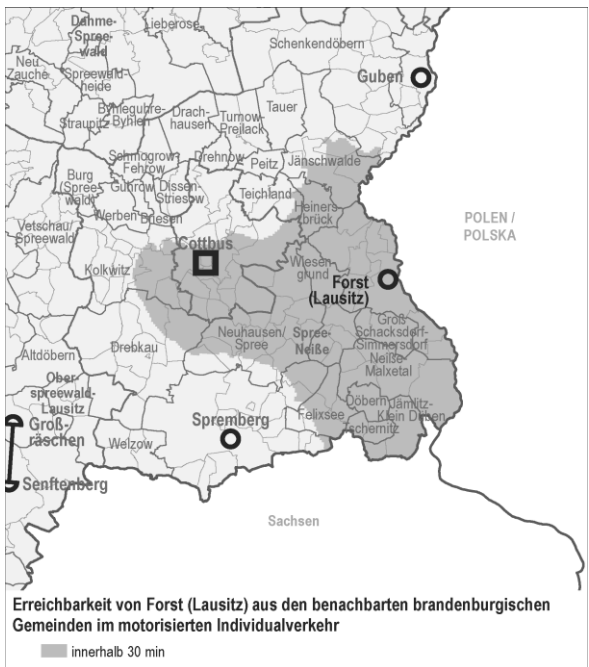 Dahme-
Spree-
wald
Lieberose
Schenkendöbern
Neu
Zauche
Spreewald-
heide
Guben
Byhleguhre-
Byhlen
Straupitz
Drach-
hausen
Turnow-
Preilack
Tauer
Schmogrow-
Fehrow
Drehnow
Peitz
Jänschwalde
Burg
(Spree-
wald)
Guhrow
Dissen-
Striesow
Teichland
Heiners-
brück
Werben
Briesen
POLEN /
POLSKA
Vetschau/
Spreewald
Cottbus
Kolkwitz
Wiesen-
grund
Forst
(Lausitz)
Neuhausen/
Spree
Spree-
Neiße
Groß
Schacksdorf-
Simmersdorf
Neiße-
Malxetal
Drebkau
Altdöbern
Ober-
spreewald-
Lausitz
Groß-
räschen
Spremberg
Felixsee
Döbern
Jämlitz-
Klein Düben
Tschernitz
Welzow
Senftenberg
Sachsen
Erreichbarkeit von Forst (Lausitz) aus den benachbarten brandenburgischen
Gemeinden im motorisierten Individualverkehr
innerhalb 30 min